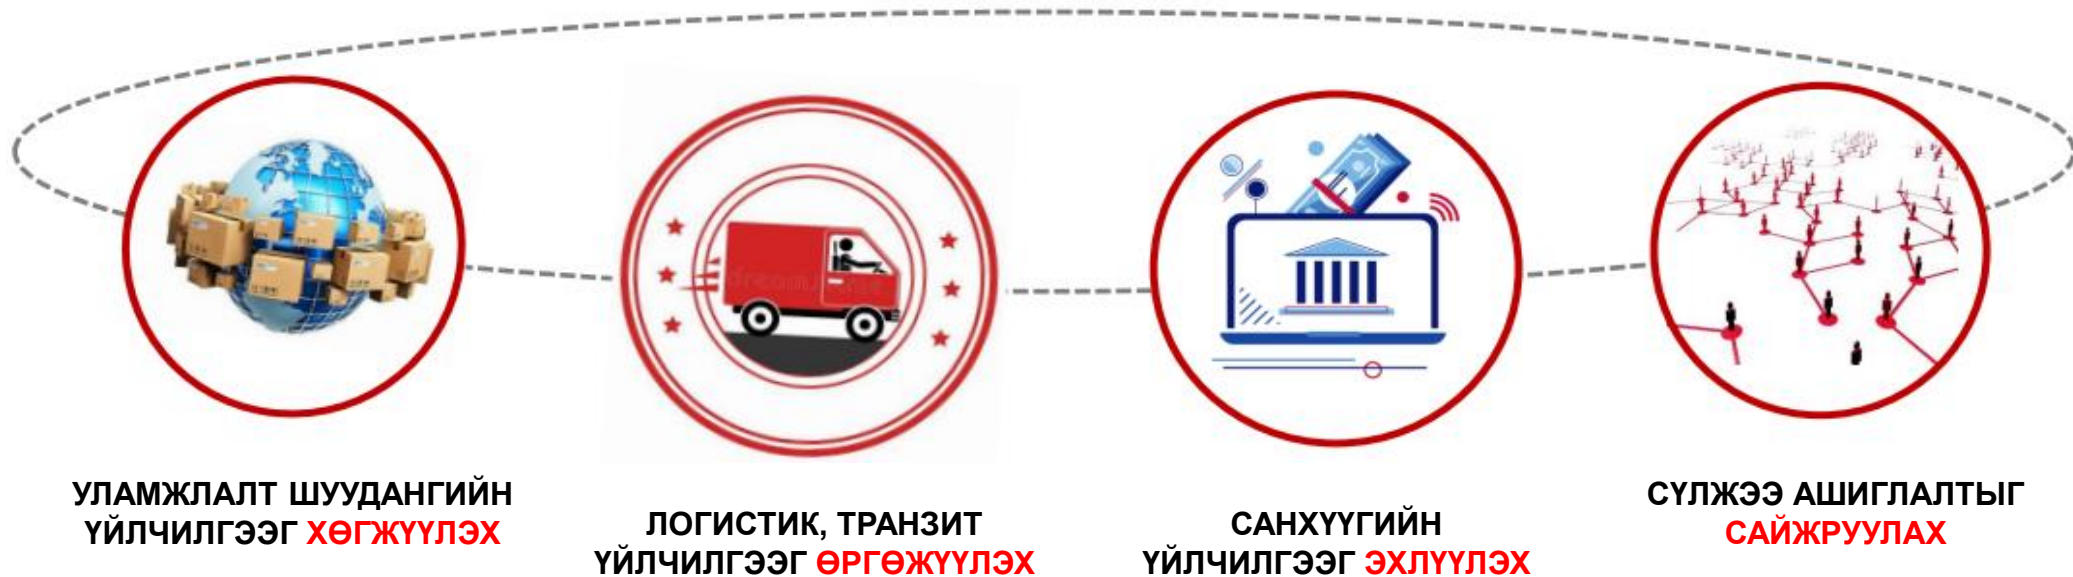 УЛАМЖЛАЛТ ШУУДАНГИЙН
ҮЙЛЧИЛГЭЭГ ХӨГЖҮҮЛЭХ
ЛОГИСТИК, ТРАНЗИТ
ҮЙЛЧИЛГЭЭГ ӨРГӨЖҮҮЛЭХ
САНХҮҮГИЙН
ҮЙЛЧИЛГЭЭГ ЭХЛҮҮЛЭХ
СҮЛЖЭЭ АШИГЛАЛТЫГ
САЙЖРУУЛАХ